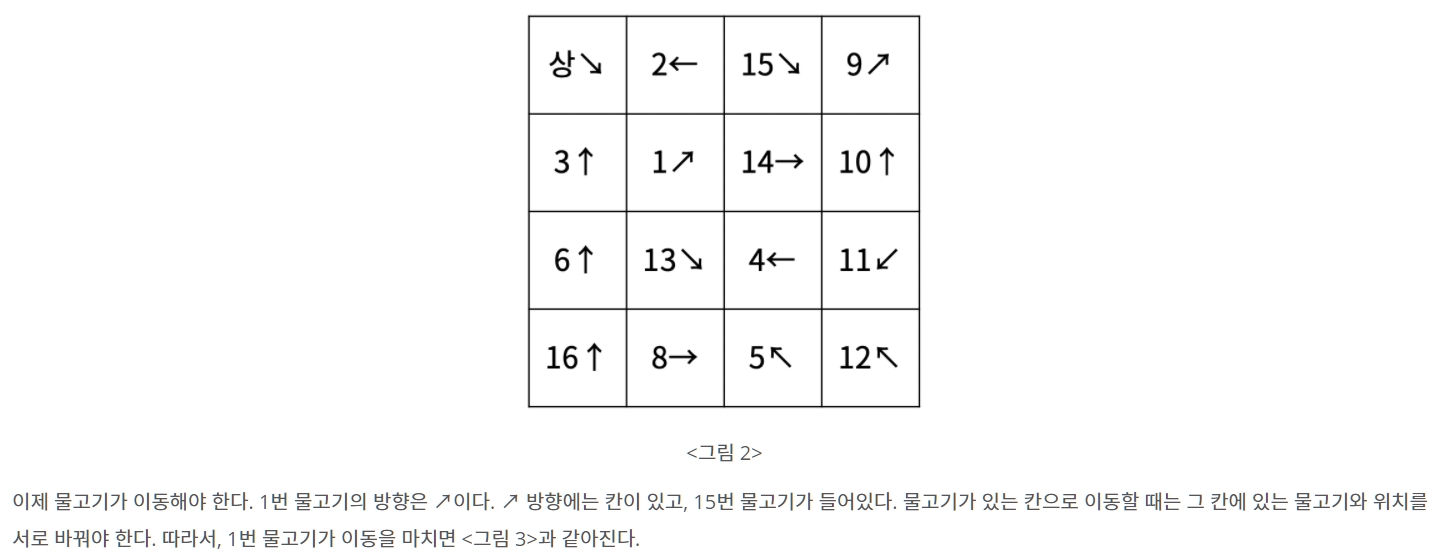 상↘ 2← 15↘ 9↗
3↑ 1↗ 14→ 10↑
6↑ 13↘ 4← 11↙
16↑ 8→ 5↖ 12↖
<그림 2>
이제 물고기가 이동해야 한다. 1번 물고기의 방향은 ↗이다. ↗ 방향에는 칸이 있고, 15번 물고기가 들어있다. 물고기가 있는 칸으로 이동할 때는 그 칸에 있는 물고기와 위치를
서로 바꿔야 한다. 따라서, 1번 물고기가 이동을 마치면 <그림 3>과 같아진다.